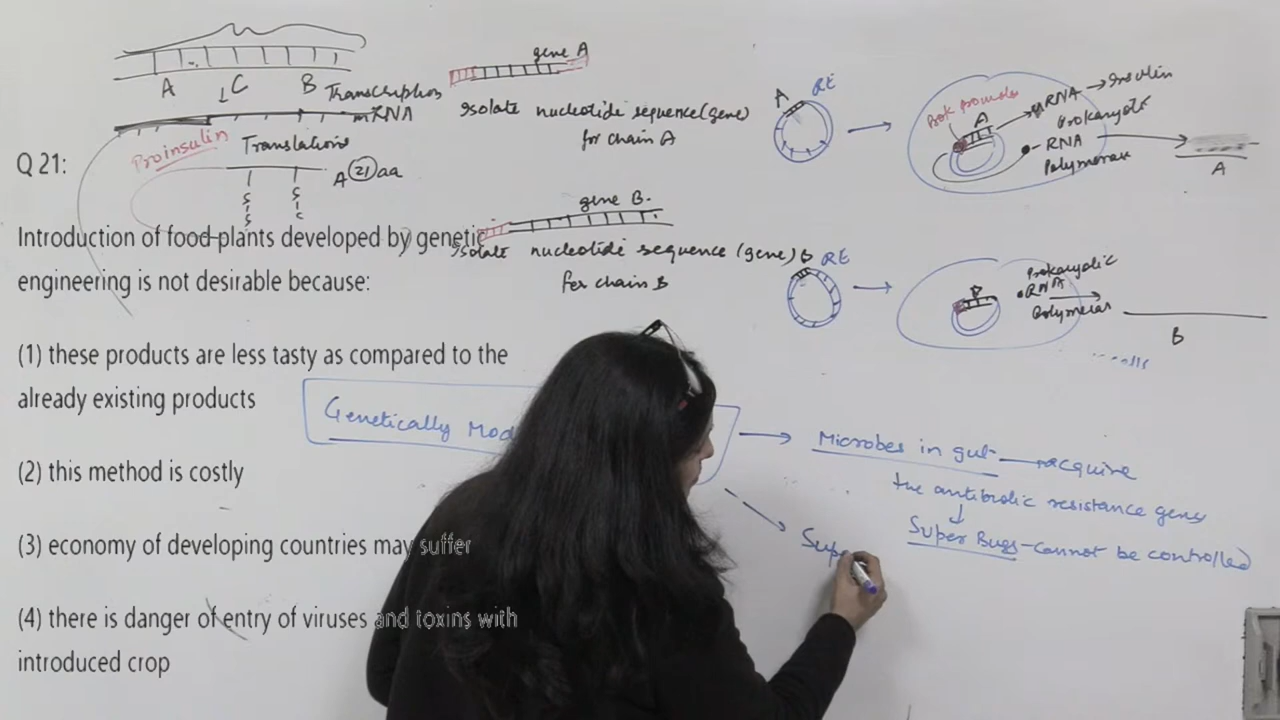 A
C
B
Transcription
mRNA
Proinsulin
Translation
A 21 aa
S
S
S
gene A
Isolate nucleotide sequence (gene)
for chain A
gene B.
Isolate nucleotide sequence (gene)
for chain B
A RE
RE
Prok promoter
A
mRNA → Insulin
Prokaryotic
RNA
Polymerase
A
Prokaryotic
RNA
Polymerase
B
Q 21:
Introduction of food plants developed by genetic
engineering is not desirable because:
(1) these products are less tasty as compared to the
already existing products
(2) this method is costly
(3) economy of developing countries may suffer
(4) there is danger of entry of viruses and toxins with
introduced crop
Genetically Mod
Microbes in gut → acquire
the antibiotic resistance genes
Super Bugs - cannot be controlled
Supe